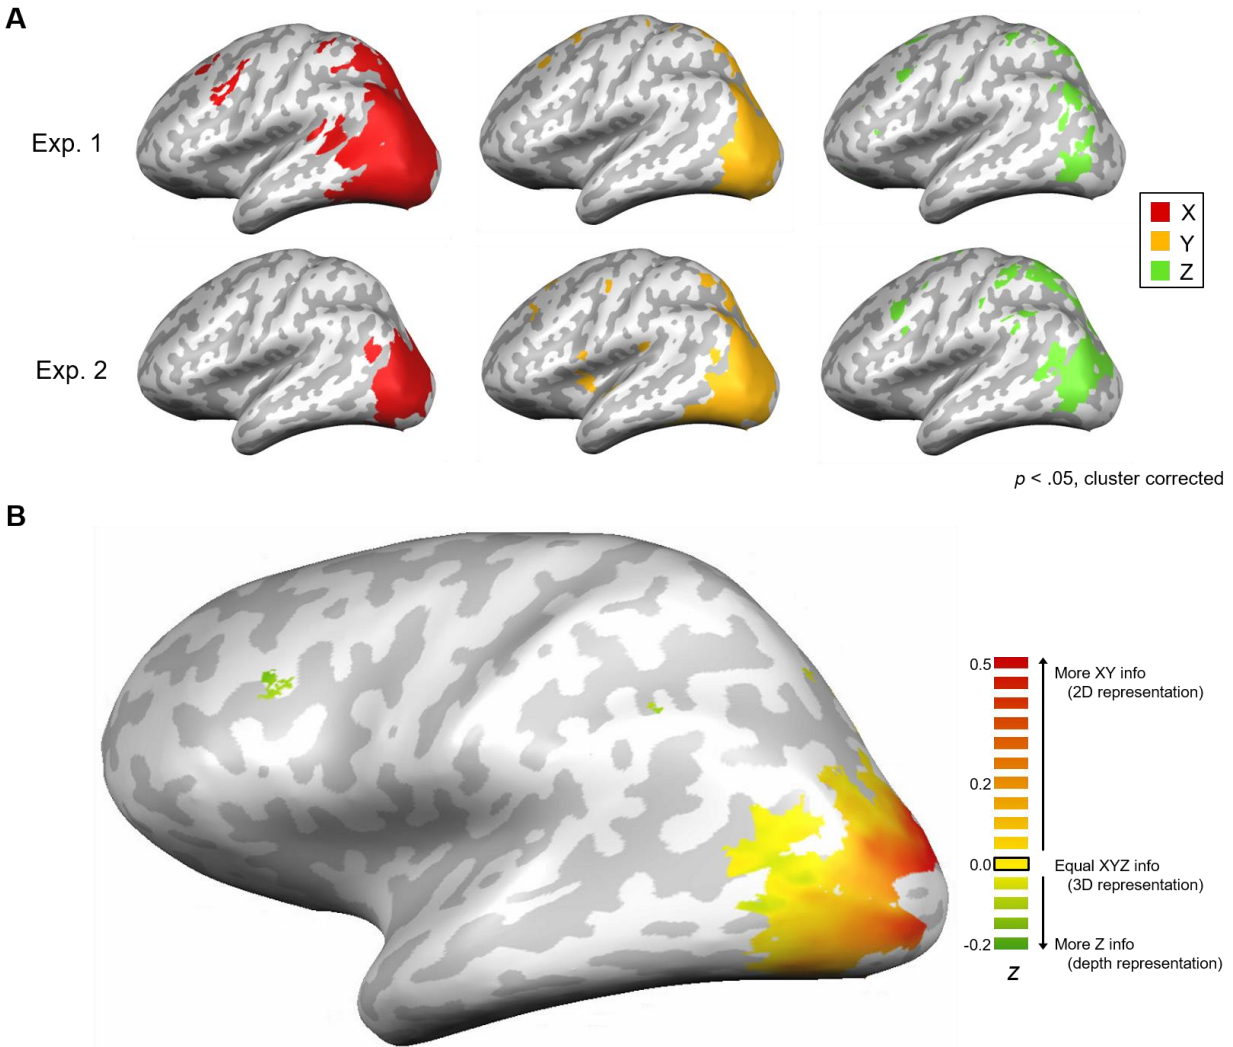 A
Exp. 1
X
Y
Z
Exp. 2
p < .05, cluster corrected
B
0.5
More XY info
(2D representation)
0.2
0.0
Equal XYZ info
(3D representation)
-0.2
More Z info
(depth representation)
z